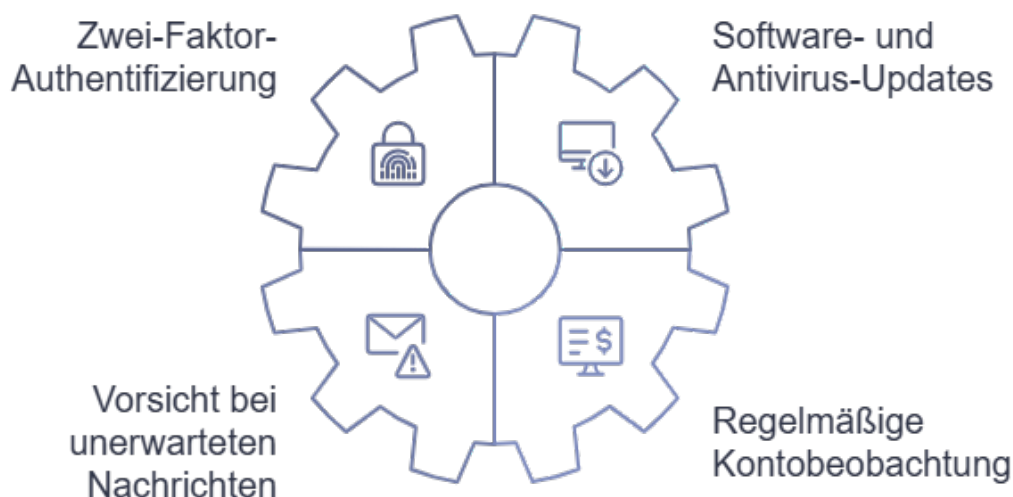 Zwei-Faktor-
Authentifizierung
Software- und
Antivirus-Updates
$
Vorsicht bei
unerwarteten
Nachrichten
Regelmäßige
Kontobeobachtung